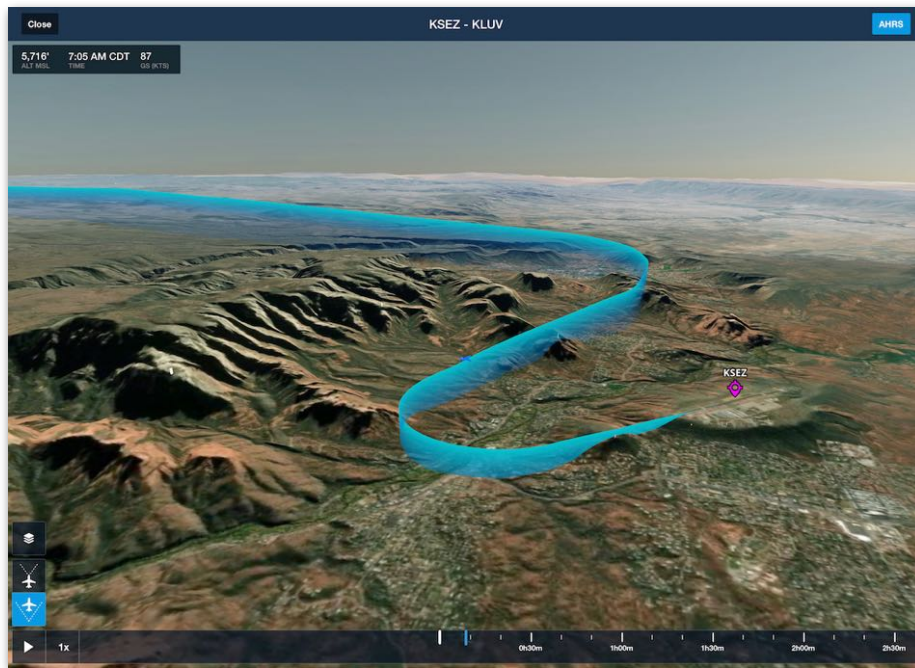 Close
KSEZ - KLUV
AHRS
5,716' 7:05 AM CDT 87
ALT MSL TIME GS (KTS)
KSEZ
1x
0h30m 1h00m 1h30m 2h00m 2h30m